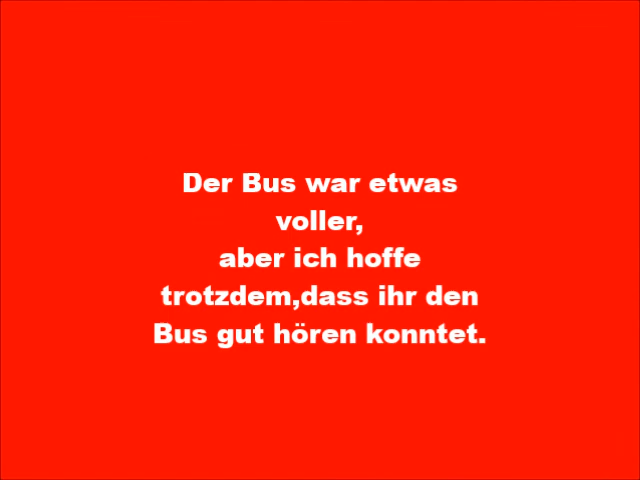 Der Bus war etwas
voller,
aber ich hoffe
trotzdem,dass ihr den
Bus gut hören konntet.